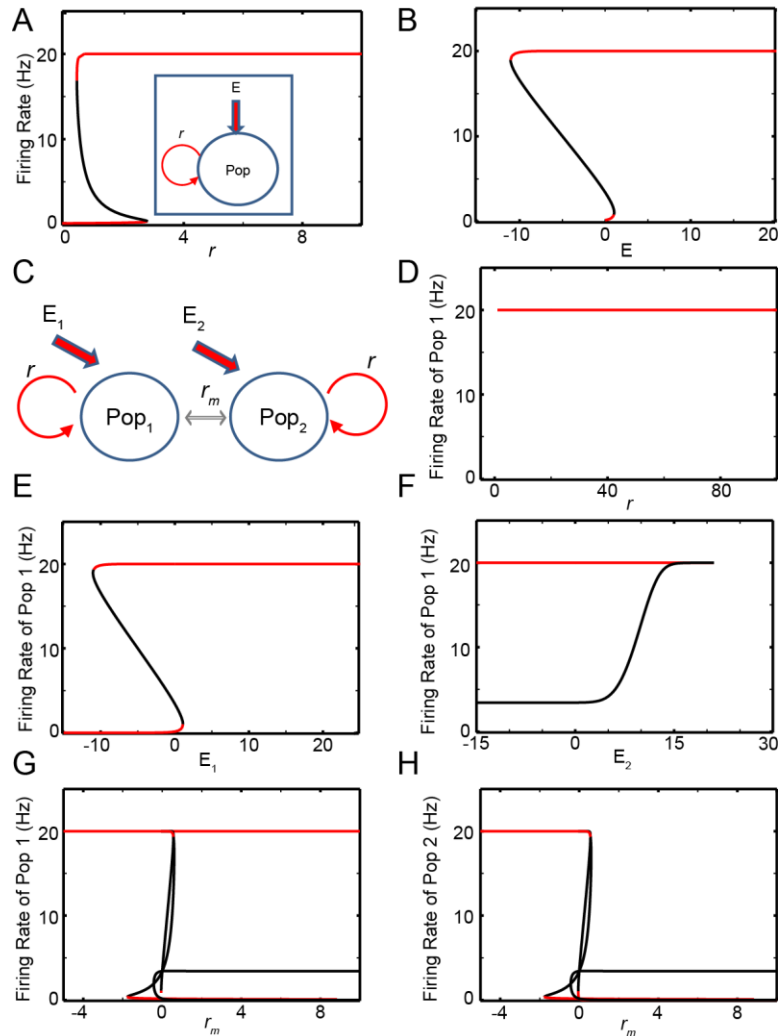 A
Firing Rate (Hz)
20
10
0
0
4
8
r
E
r
Pop
B
20
10
0
-10
0
10
20
E
C
E1
E2
r
r
rm
Pop1
Pop2
D
Firing Rate of Pop 1 (Hz)
20
10
0
0
40
80
r
E
Firing Rate of Pop 1 (Hz)
20
10
0
-10
0
10
20
E1
F
Firing Rate of Pop 1 (Hz)
20
10
0
-15
0
15
30
E2
G
Firing Rate of Pop 1 (Hz)
20
10
0
-4
0
4
8
rm
H
Firing Rate of Pop 2 (Hz)
20
10
0
-4
0
4
8
rm